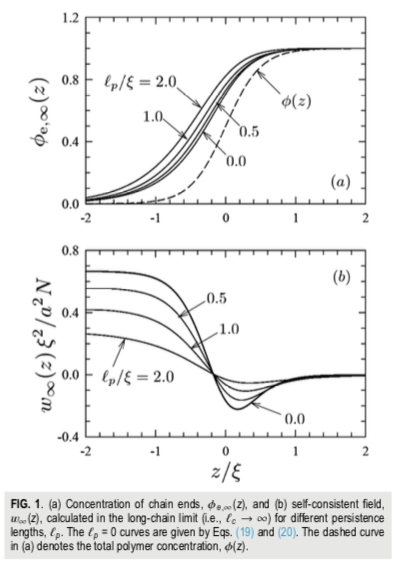 1.2
0.8
0.4
0.0
ϕe,∞(z)
ℓp/ξ = 2.0
1.0
0.5
0.0
ϕ(z)
(a)
-2 -1 0 1 2
0.8
0.4
0.0
-0.4
w∞(z) ξ²/a²N
(b)
0.5
1.0
ℓp/ξ = 2.0
0.0
-2 -1 0 1 2
z/ξ
FIG. 1. (a) Concentration of chain ends, ϕe,∞(z), and (b) self-consistent field,
w∞(z), calculated in the long-chain limit (i.e., ℓc → ∞) for different persistence
lengths, ℓp. The ℓp = 0 curves are given by Eqs. (19) and (20). The dashed curve
in (a) denotes the total polymer concentration, ϕ(z).